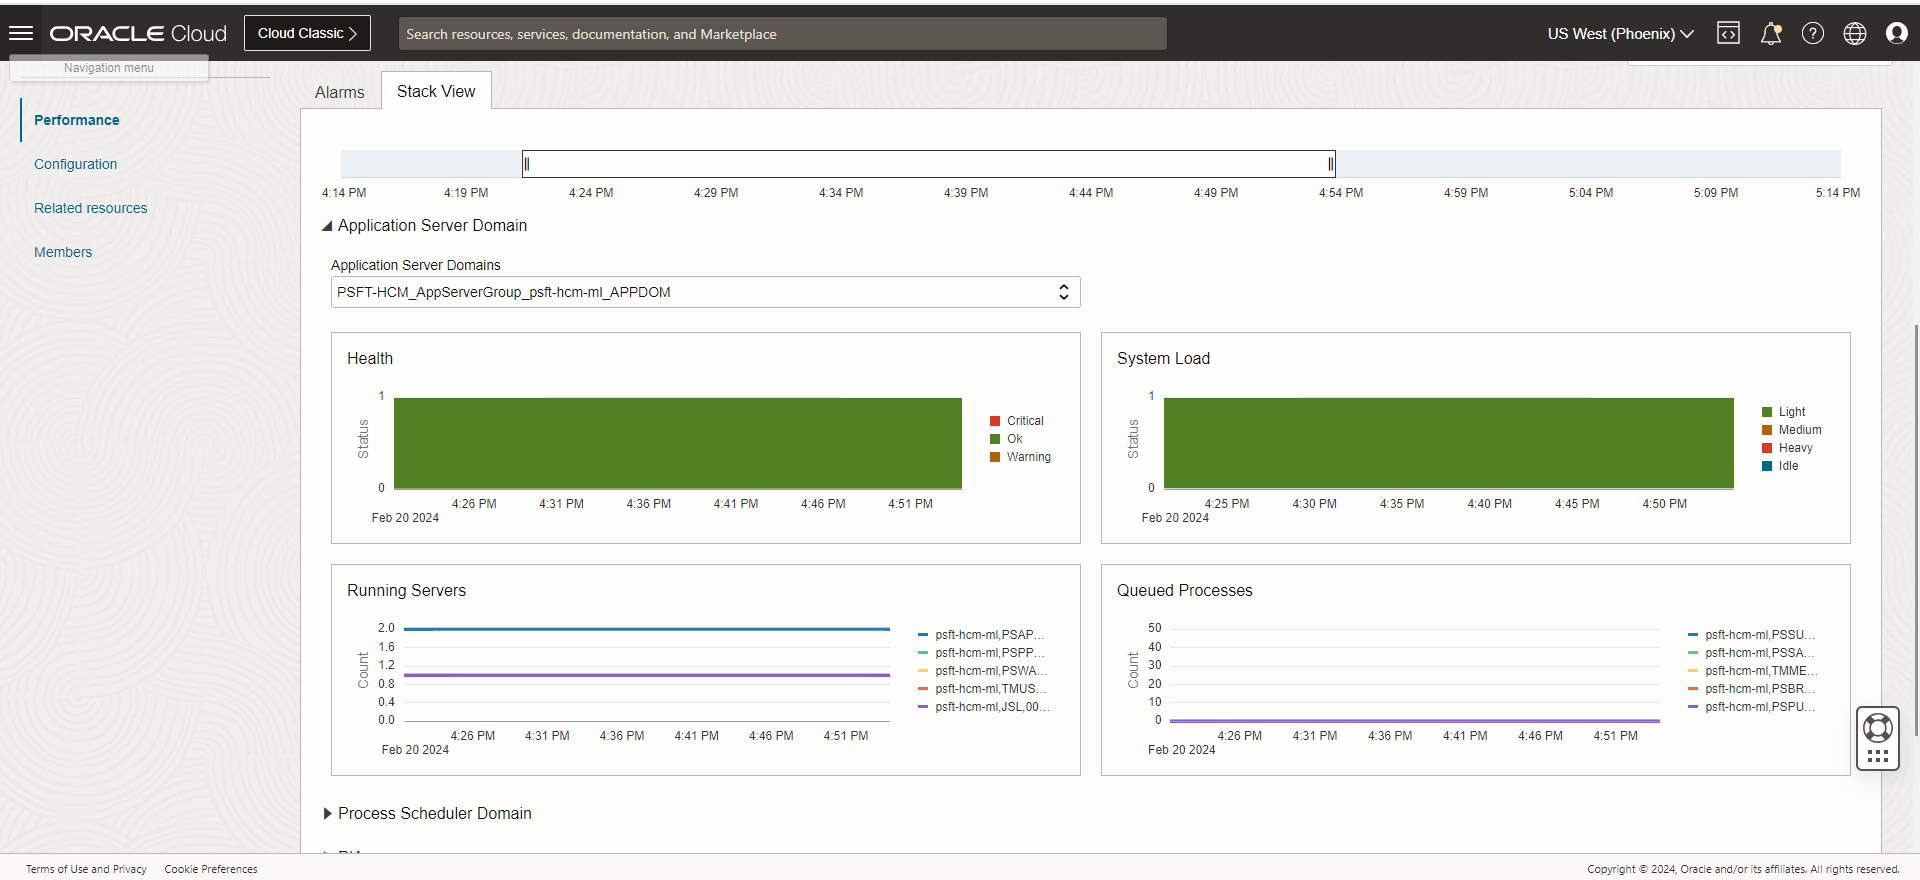 ORACLE Cloud
Cloud Classic
Search resources, services, documentation, and Marketplace
US West (Phoenix)
Navigation menu
Performance
Configuration
Related resources
Members
Alarms
Stack View
4:14 PM 4:19 PM 4:24 PM 4:29 PM 4:34 PM 4:39 PM 4:44 PM 4:49 PM 4:54 PM 4:59 PM 5:04 PM 5:09 PM 5:14 PM
Application Server Domain
Application Server Domains
PSFT-HCM_AppServerGroup_psft-hcm-ml_APPDOM
Health
Status
1
0
4:26 PM 4:31 PM 4:36 PM 4:41 PM 4:46 PM 4:51 PM
Feb 20 2024
Critical
Ok
Warning
System Load
Status
1
0
4:25 PM 4:30 PM 4:35 PM 4:40 PM 4:45 PM 4:50 PM
Feb 20 2024
Light
Medium
Heavy
Idle
Running Servers
Count
2.0
1.6
1.2
0.8
0.4
0.0
4:26 PM 4:31 PM 4:36 PM 4:41 PM 4:46 PM 4:51 PM
Feb 20 2024
psft-hcm-ml,PSAP...
psft-hcm-ml,PSPP...
psft-hcm-ml,PSWA...
psft-hcm-ml,TMUS...
psft-hcm-ml,JSL,00...
Queued Processes
Count
50
40
30
20
10
0
4:26 PM 4:31 PM 4:36 PM 4:41 PM 4:46 PM 4:51 PM
Feb 20 2024
psft-hcm-ml,PSSU...
psft-hcm-ml,PSSA...
psft-hcm-ml,TMME...
psft-hcm-ml,PSBR...
psft-hcm-ml,PSPU...
Process Scheduler Domain
Terms of Use and Privacy
Cookie Preferences
Copyright © 2024, Oracle and/or its affiliates. All rights reserved.